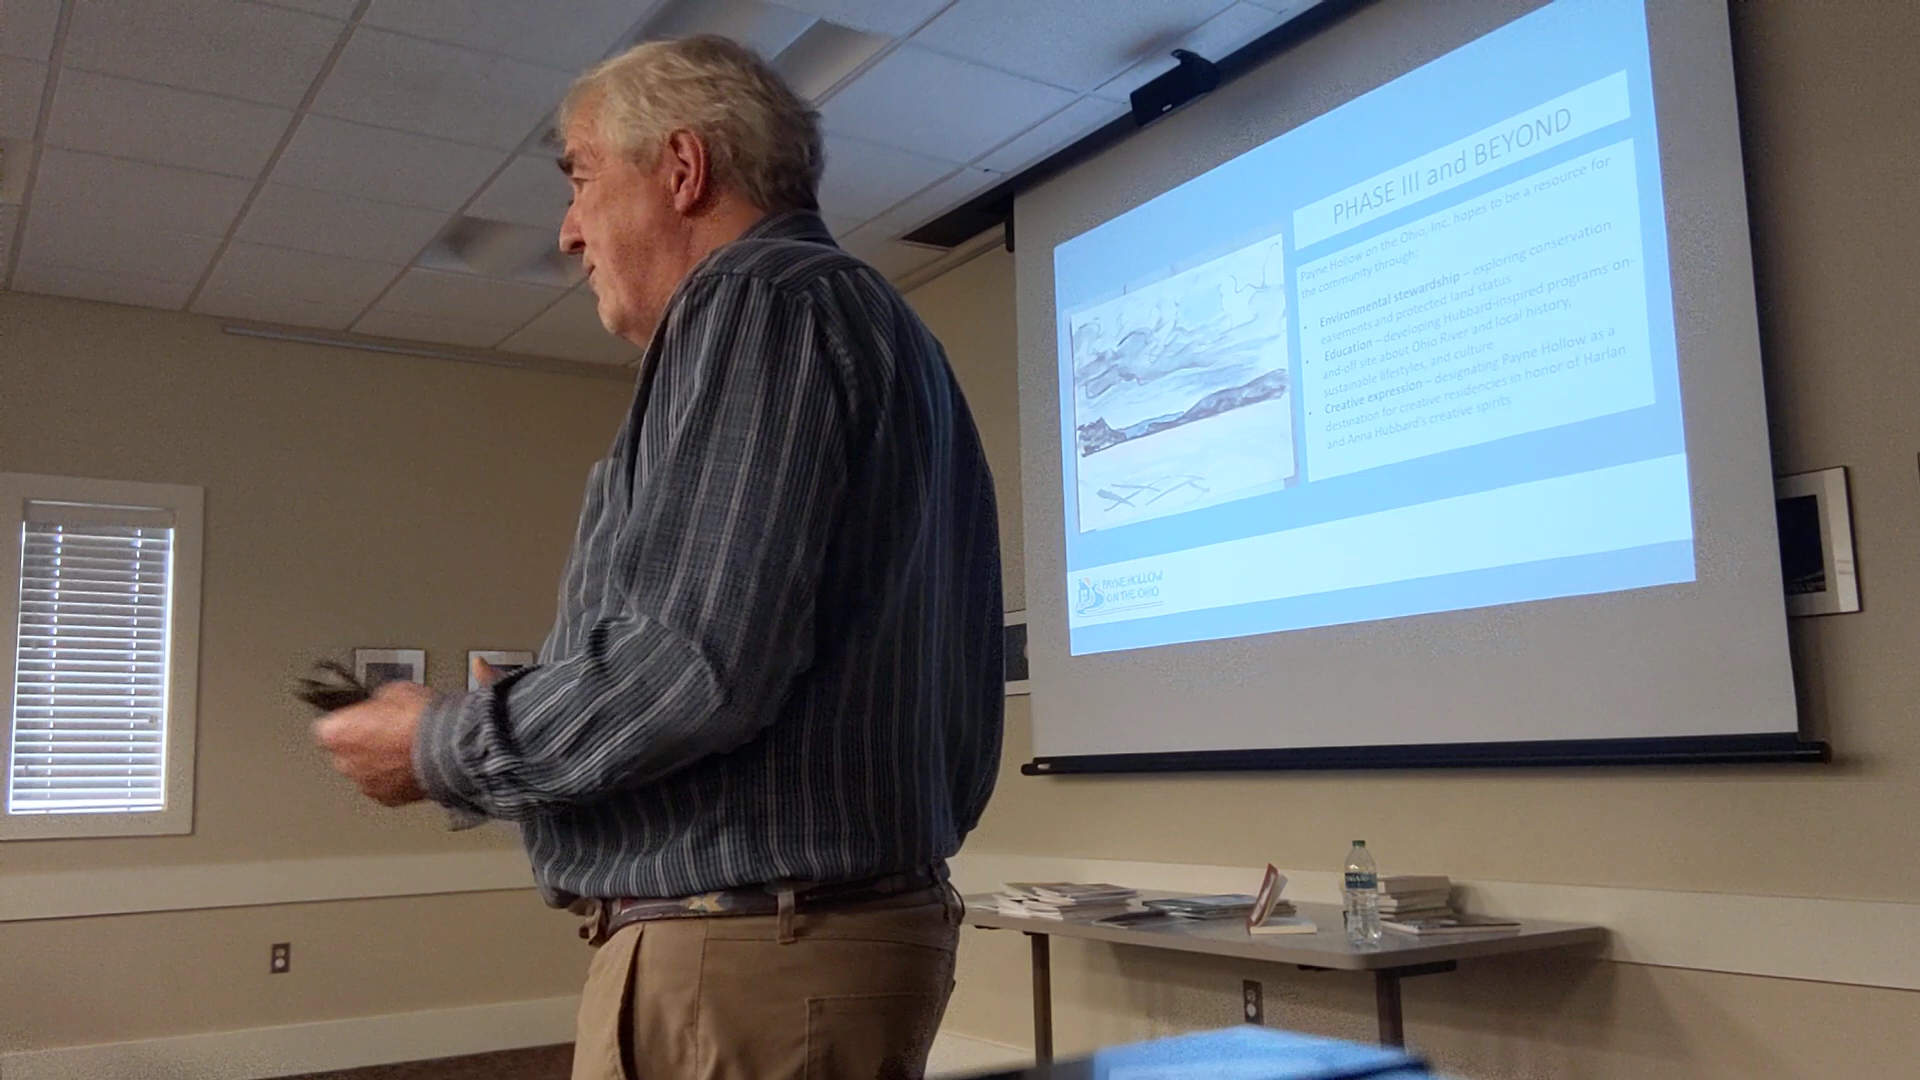 PHASE III and BEYOND
Payne Hollow on the Ohio, Inc. hopes to be a resource for
the community through:
• Environmental stewardship – exploring conservation
easements and protected land status
• Education – developing Hubbard-inspired programs on-
and-off site about Ohio River and local history,
sustainable lifestyles, and culture
• Creative expression – designating Payne Hollow as a
destination for creative residencies in honor of Harlan
and Anna Hubbard's creative spirits
PAYNE HOLLOW
ON THE OHIO